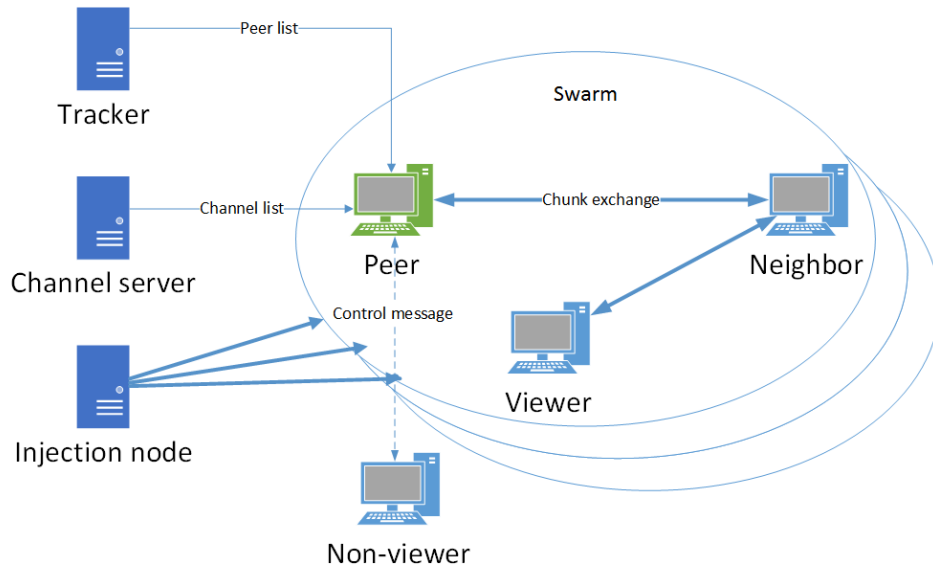 Peer list
Tracker
Swarm
Channel list
Chunk exchange
Channel server
Peer
Neighbor
Control message
Viewer
Injection node
Non-viewer